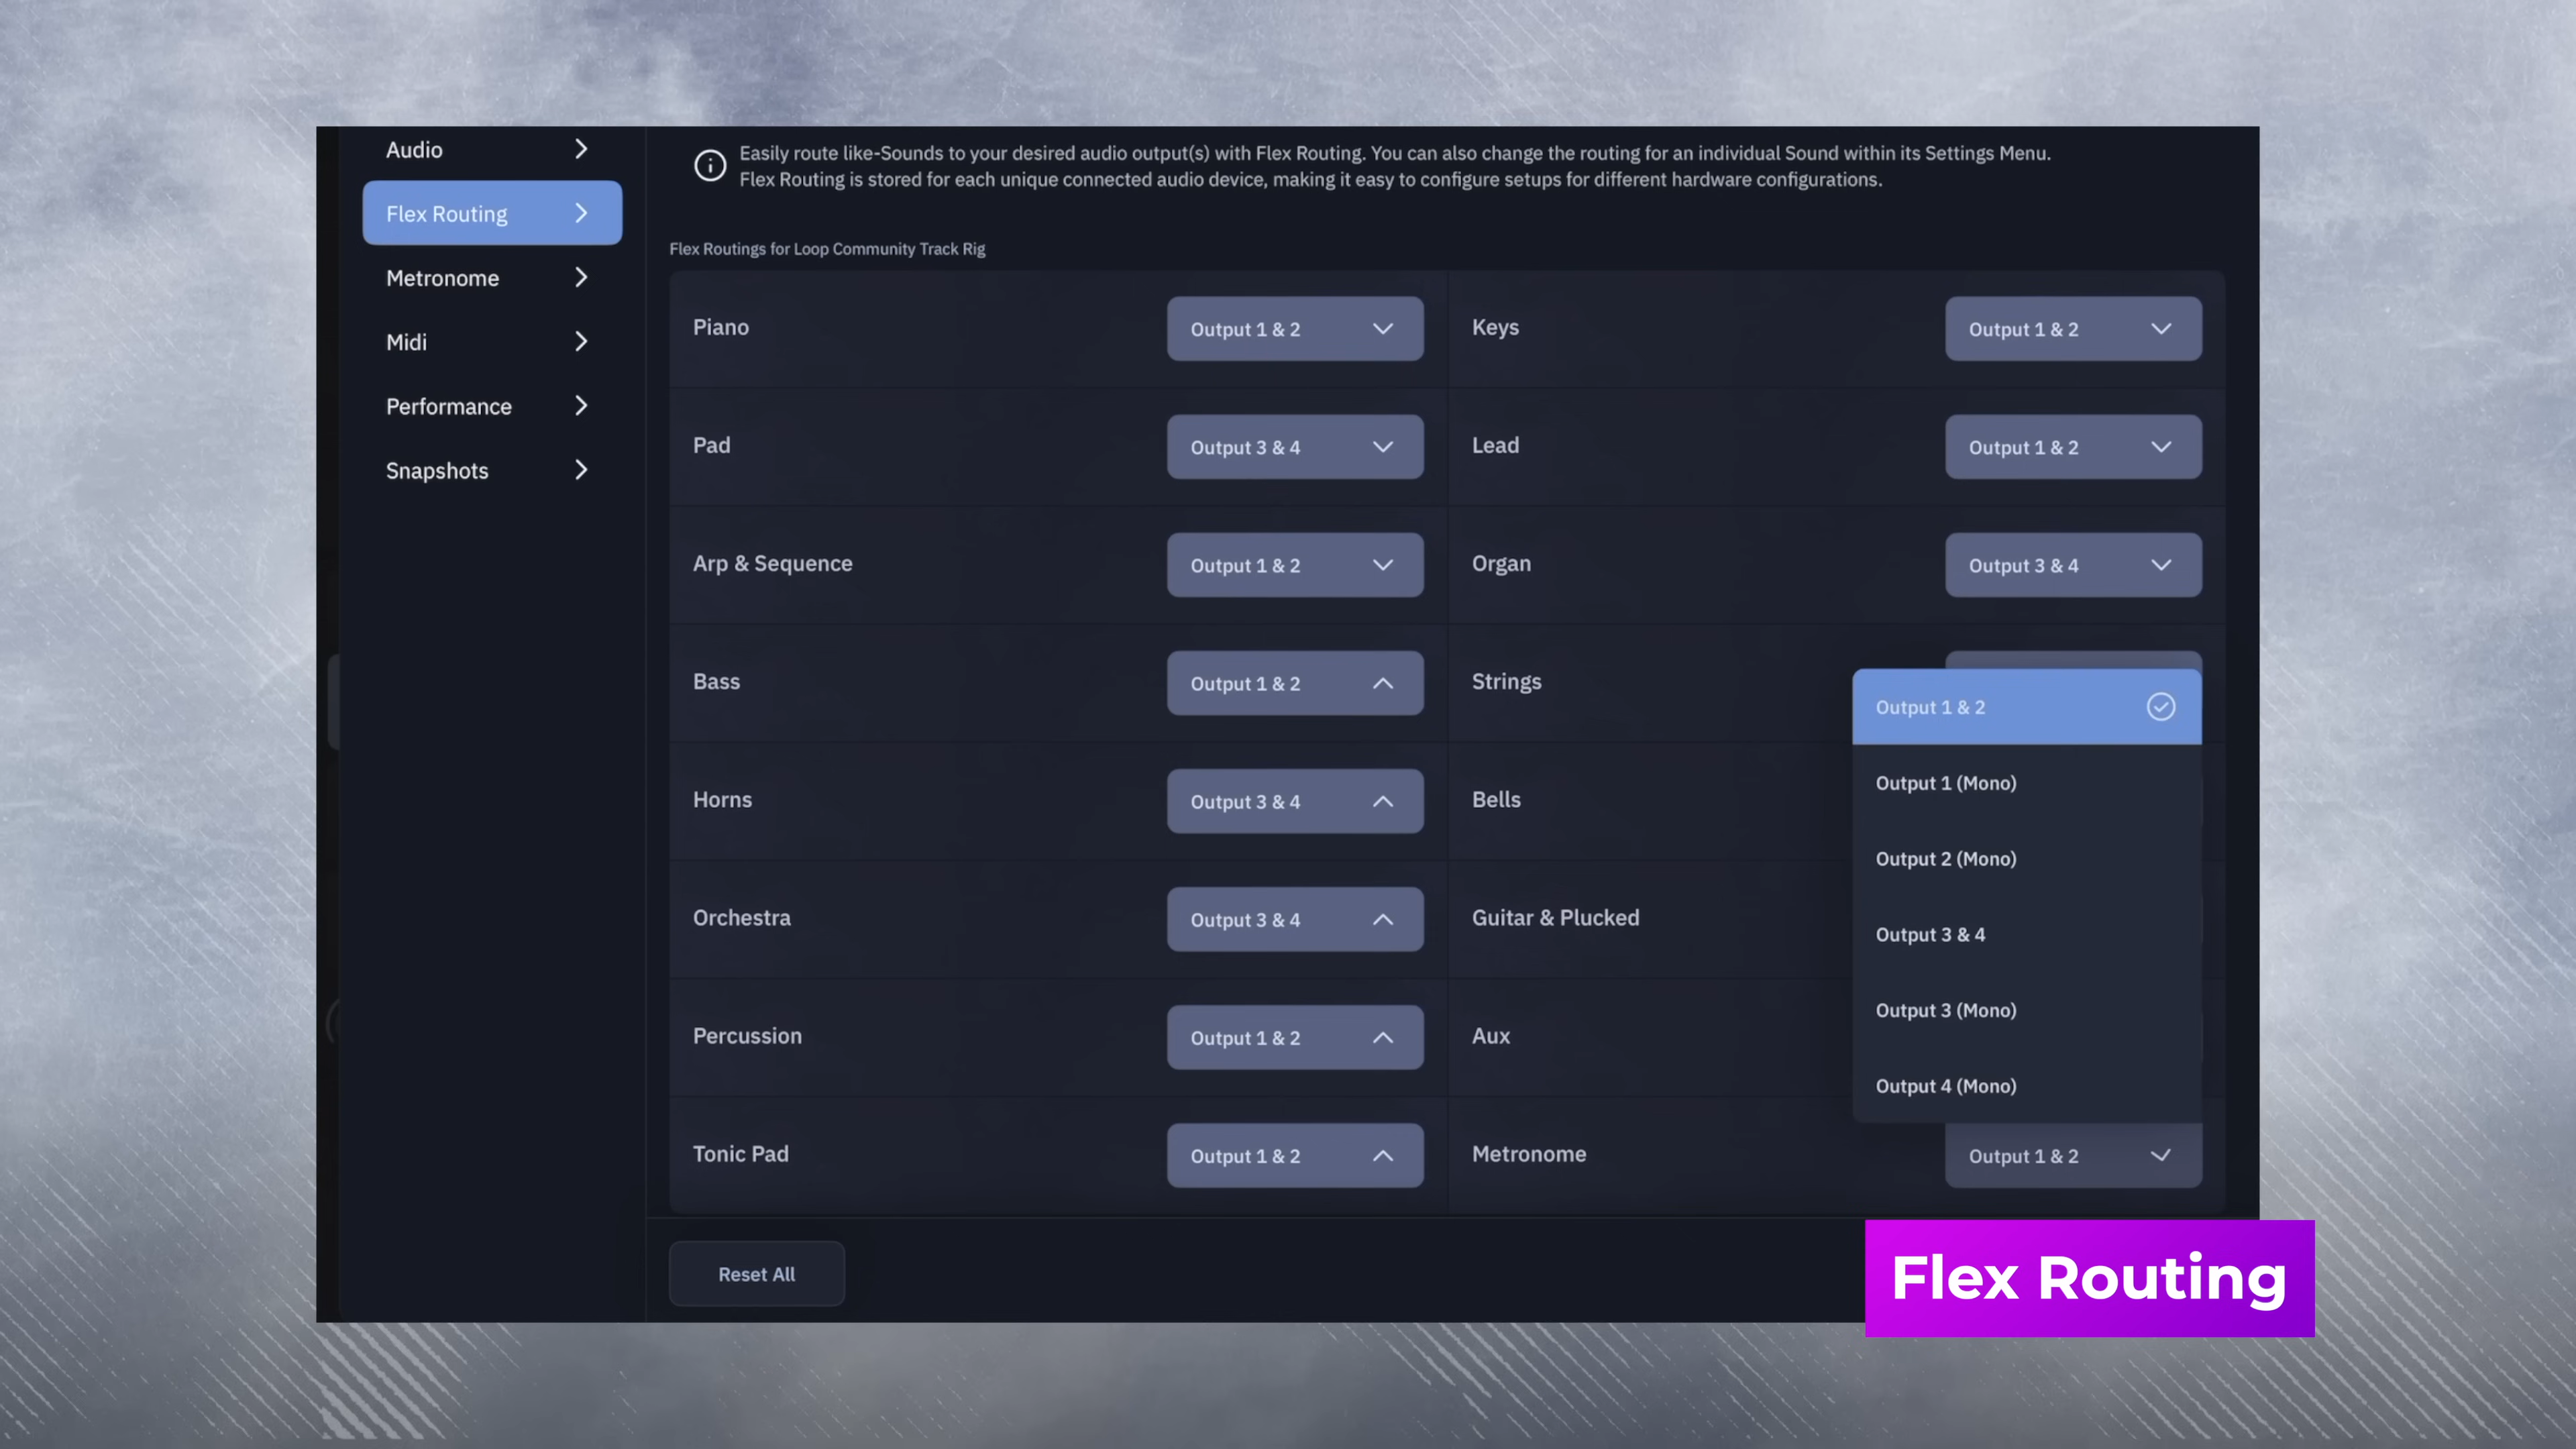 Audio
Flex Routing
Metronome
Midi
Performance
Snapshots
Easily route like-Sounds to your desired audio output(s) with Flex Routing. You can also change the routing for an individual Sound within its Settings Menu.
Flex Routing is stored for each unique connected audio device, making it easy to configure setups for different hardware configurations.
Flex Routings for Loop Community Track Rig
Piano Output 1 & 2 Keys Output 1 & 2
Pad Output 3 & 4 Lead Output 1 & 2
Arp & Sequence Output 1 & 2 Organ Output 3 & 4
Bass Output 1 & 2 Strings
Horns Output 3 & 4 Bells
Orchestra Output 3 & 4 Guitar & Plucked
Percussion Output 1 & 2 Aux
Tonic Pad Output 1 & 2 Metronome Output 1 & 2
Output 1 & 2
Output 1 (Mono)
Output 2 (Mono)
Output 3 & 4
Output 3 (Mono)
Output 4 (Mono)
Reset All
Flex Routing